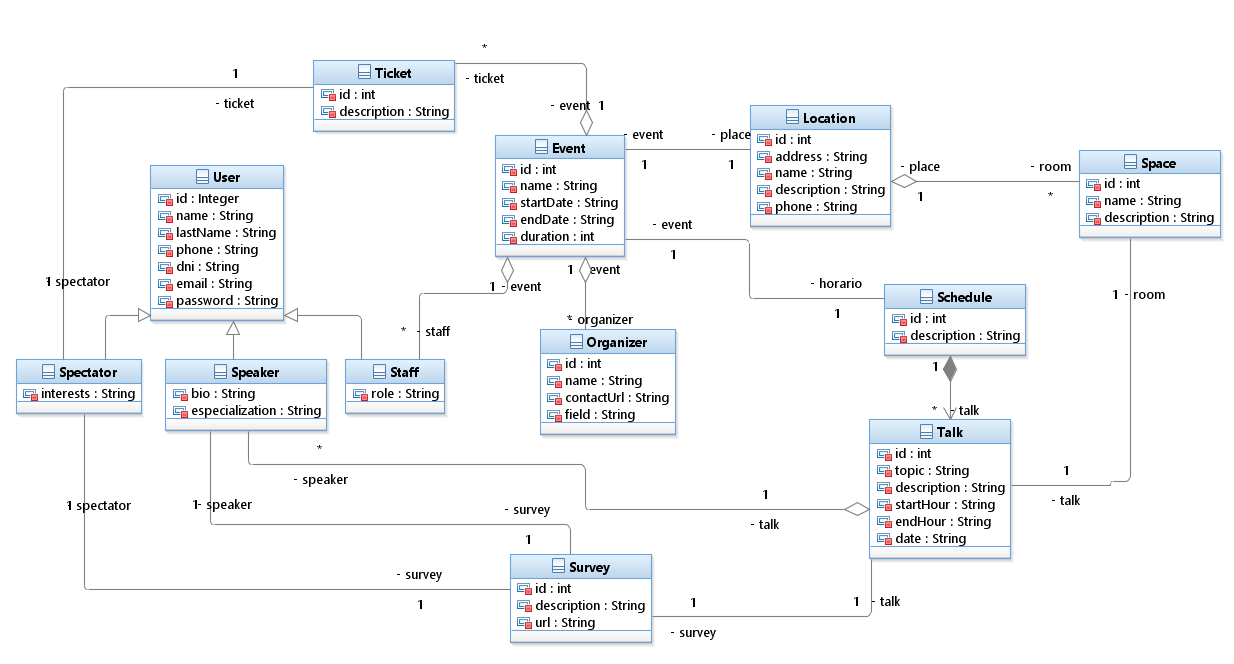 *
1
Ticket
- ticket
- ticket
id : int
description : String
- event 1
Location
- event
- place
Event
1
1
id : int
address : String
name : String
description : String
phone : String
Space
- place
- room
1
*
id : int
name : String
description : String
User
id : Integer
name : String
lastName : String
phone : String
dni : String
email : String
password : String
id : int
name : String
startDate : String
endDate : String
duration : int
- event
1
1 spectator
1 - event
1 event
- horario
1
Schedule
id : int
description : String
1 - room
* - staff
* organizer
Organizer
id : int
name : String
contactUrl : String
field : String
Spectator
interests : String
Speaker
bio : String
especialization : String
Staff
role : String
1
* - talk
Talk
id : int
topic : String
description : String
startHour : String
endHour : String
date : String
*
- speaker
1
- talk
1
- talk
1 spectator
1 - speaker
- survey
1
Survey
id : int
description : String
url : String
- survey
1
1
- survey
1 - talk